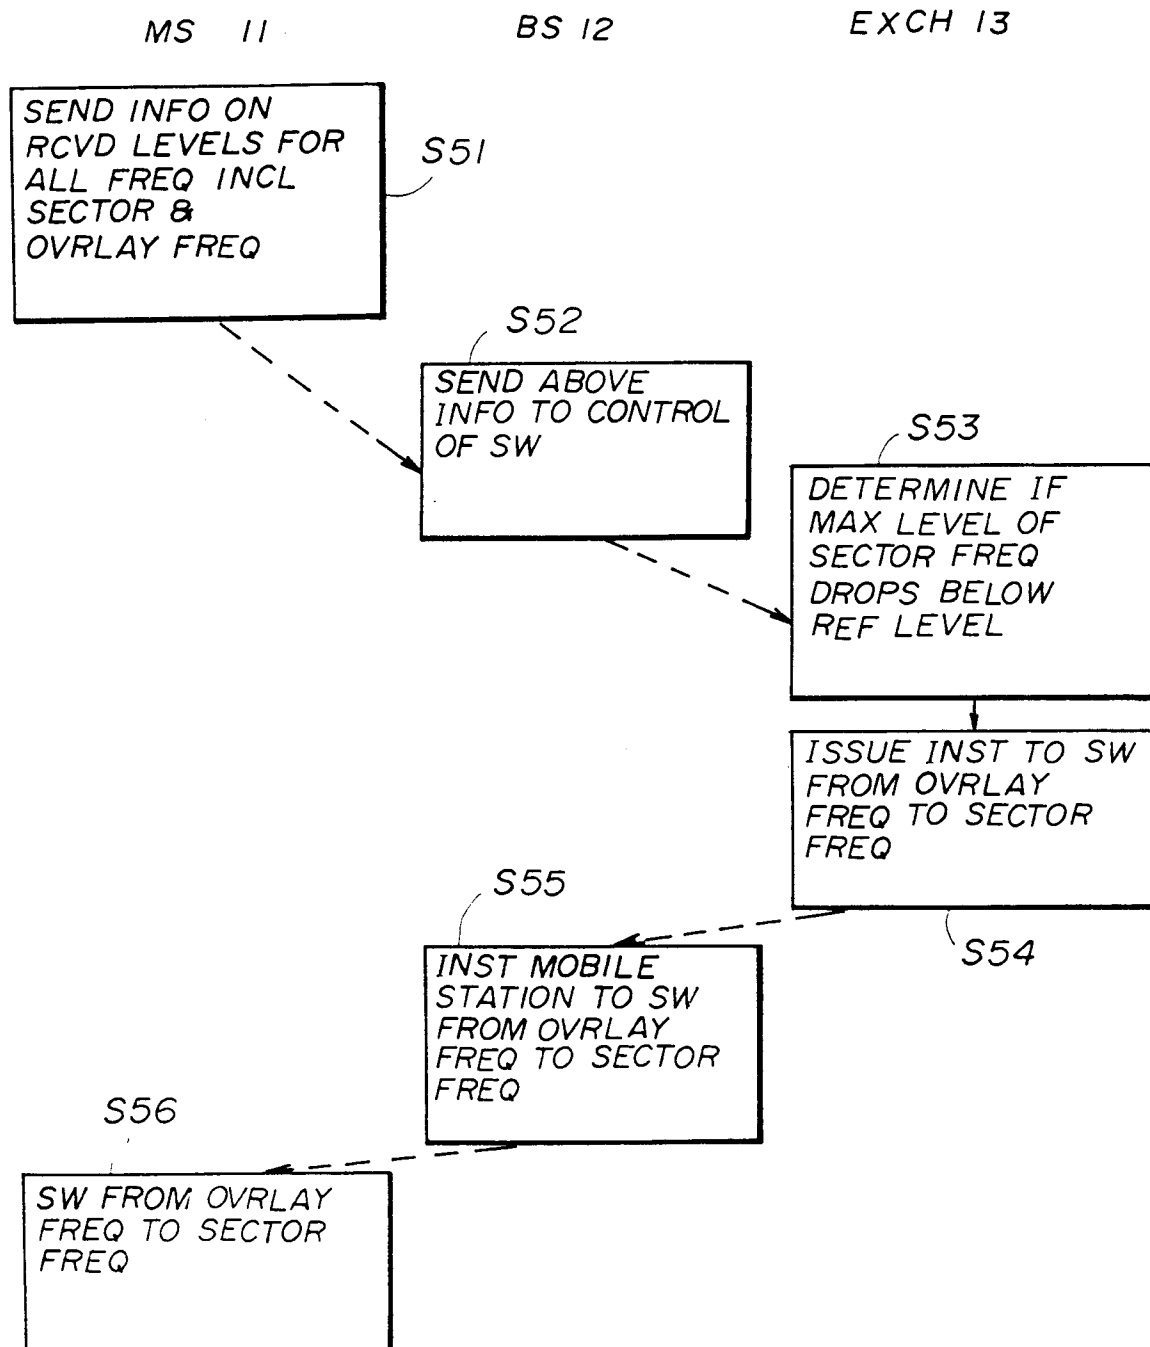 MS 11 BS 12 EXCH 13
SEND INFO ON
RCVD LEVELS FOR
ALL FREQ INCL
SECTOR &
OVRLAY FREQ
S51
S52
SEND ABOVE
INFO TO CONTROL
OF SW
S53
DETERMINE IF
MAX LEVEL OF
SECTOR FREQ
DROPS BELOW
REF LEVEL
ISSUE INST TO SW
FROM OVRLAY
FREQ TO SECTOR
FREQ
S54
S55
INST MOBILE
STATION TO SW
FROM OVRLAY
FREQ TO SECTOR
FREQ
S56
SW FROM OVRLAY
FREQ TO SECTOR
FREQ